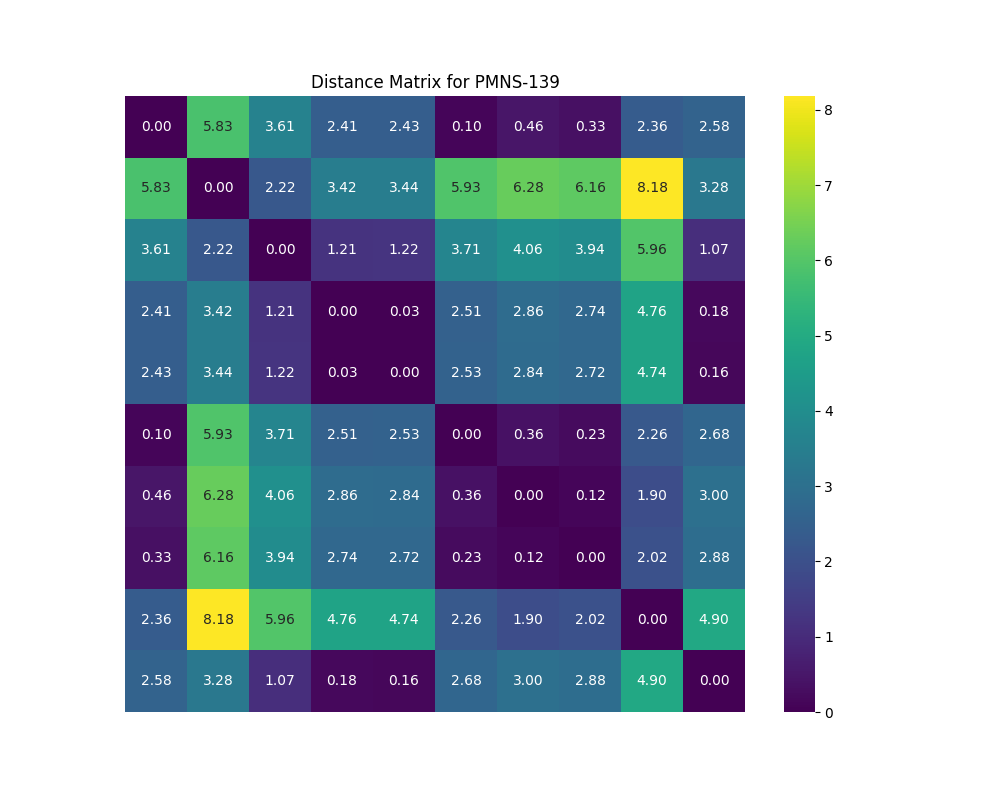 Distance Matrix for PMNS-139
0.00 5.83 3.61 2.41 2.43 0.10 0.46 0.33 2.36 2.58
5.83 0.00 2.22 3.42 3.44 5.93 6.28 6.16 8.18 3.28
3.61 2.22 0.00 1.21 1.22 3.71 4.06 3.94 5.96 1.07
2.41 3.42 1.21 0.00 0.03 2.51 2.86 2.74 4.76 0.18
2.43 3.44 1.22 0.03 0.00 2.53 2.84 2.72 4.74 0.16
0.10 5.93 3.71 2.51 2.53 0.00 0.36 0.23 2.26 2.68
0.46 6.28 4.06 2.86 2.84 0.36 0.00 0.12 1.90 3.00
0.33 6.16 3.94 2.74 2.72 0.23 0.12 0.00 2.02 2.88
2.36 8.18 5.96 4.76 4.74 2.26 1.90 2.02 0.00 4.90
2.58 3.28 1.07 0.18 0.16 2.68 3.00 2.88 4.90 0.00
8
7
6
5
4
3
2
1
0